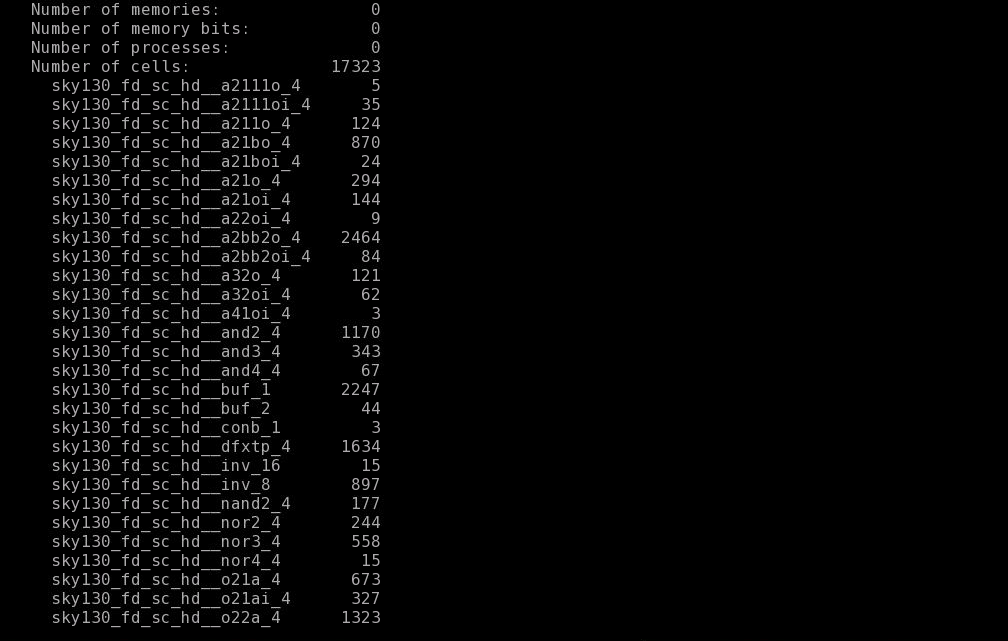 Number of memories: 0
Number of memory bits: 0
Number of processes: 0
Number of cells: 17323
sky130_fd_sc_hd__a2111o_4 5
sky130_fd_sc_hd__a2111oi_4 35
sky130_fd_sc_hd__a211o_4 124
sky130_fd_sc_hd__a21bo_4 870
sky130_fd_sc_hd__a21boi_4 24
sky130_fd_sc_hd__a21o_4 294
sky130_fd_sc_hd__a21oi_4 144
sky130_fd_sc_hd__a22oi_4 9
sky130_fd_sc_hd__a2bb2o_4 2464
sky130_fd_sc_hd__a2bb2oi_4 84
sky130_fd_sc_hd__a32o_4 121
sky130_fd_sc_hd__a32oi_4 62
sky130_fd_sc_hd__a41oi_4 3
sky130_fd_sc_hd__and2_4 1170
sky130_fd_sc_hd__and3_4 343
sky130_fd_sc_hd__and4_4 67
sky130_fd_sc_hd__buf_1 2247
sky130_fd_sc_hd__buf_2 44
sky130_fd_sc_hd__conb_1 3
sky130_fd_sc_hd__dfxtp_4 1634
sky130_fd_sc_hd__inv_16 15
sky130_fd_sc_hd__inv_8 897
sky130_fd_sc_hd__nand2_4 177
sky130_fd_sc_hd__nor2_4 244
sky130_fd_sc_hd__nor3_4 558
sky130_fd_sc_hd__nor4_4 15
sky130_fd_sc_hd__o21a_4 673
sky130_fd_sc_hd__o21ai_4 327
sky130_fd_sc_hd__o22a_4 1323